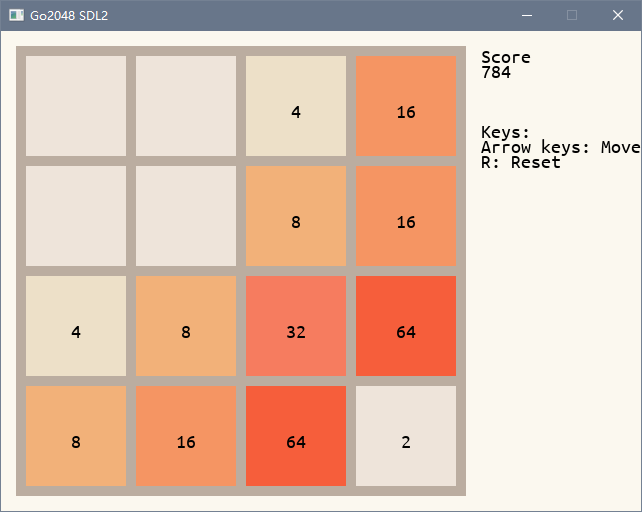 Go2048 SDL2
Score
784
Keys:
Arrow keys: Move
R: Reset
4 16
8 16
4 8 32 64
8 16 64 2